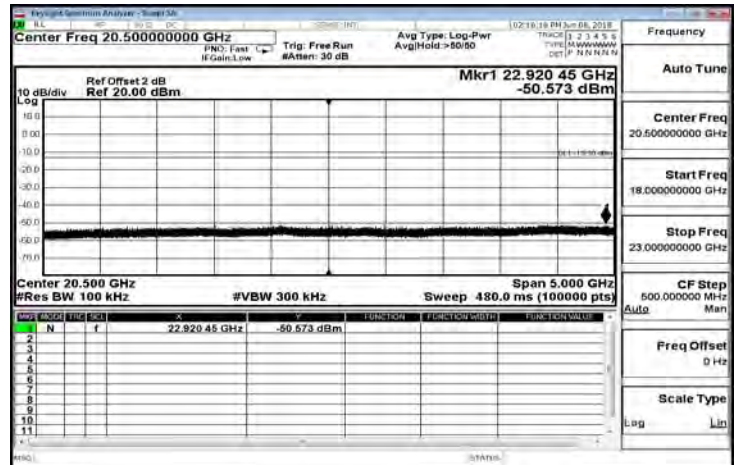 Keysight Spectrum Analyzer - Swept SA
RL RF 50 Ω DC SENSE:INT 02:16:16 PM Jun 08, 2018
Center Freq 20.500000000 GHz
PNO: Fast
IFGain:Low
Trig: Free Run
#Atten: 30 dB
Avg Type: Log-Pwr
Avg|Hold:>50/50
TRACE 1 2 3 4 5 6
TYPE MWWWWW
DET P NNNNN
Frequency
Auto Tune
Ref Offset 2 dB
10 dB/div Ref 20.00 dBm
Log
Mkr1 22.920 45 GHz
-50.573 dBm
10.0
0.00
-10.0
-20.0
-30.0
-40.0
-50.0
-60.0
-70.0
Center Freq
20.500000000 GHz
Start Freq
18.000000000 GHz
Stop Freq
23.000000000 GHz
CF Step
500.000000 MHz
Auto Man
Freq Offset
0 Hz
Scale Type
Log Lin
Center 20.500 GHz Span 5.000 GHz
#Res BW 100 kHz #VBW 300 kHz Sweep 480.0 ms (100000 pts)
MKR MODE TRC SCL X Y FUNCTION FUNCTION WIDTH FUNCTION VALUE
1 N f 22.920 45 GHz -50.573 dBm
2
3
4
5
6
7
8
9
10
11
MSG STATUS